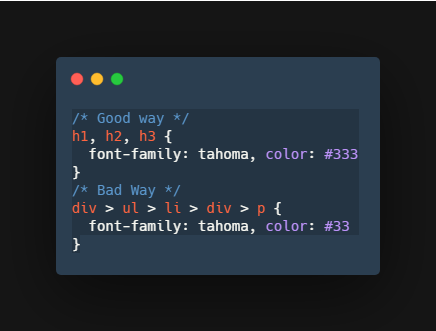 /* Good way */
h1, h2, h3 {
  font-family: tahoma, color: #333
}
/* Bad Way */
div > ul > li > div > p {
  font-family: tahoma, color: #33
}